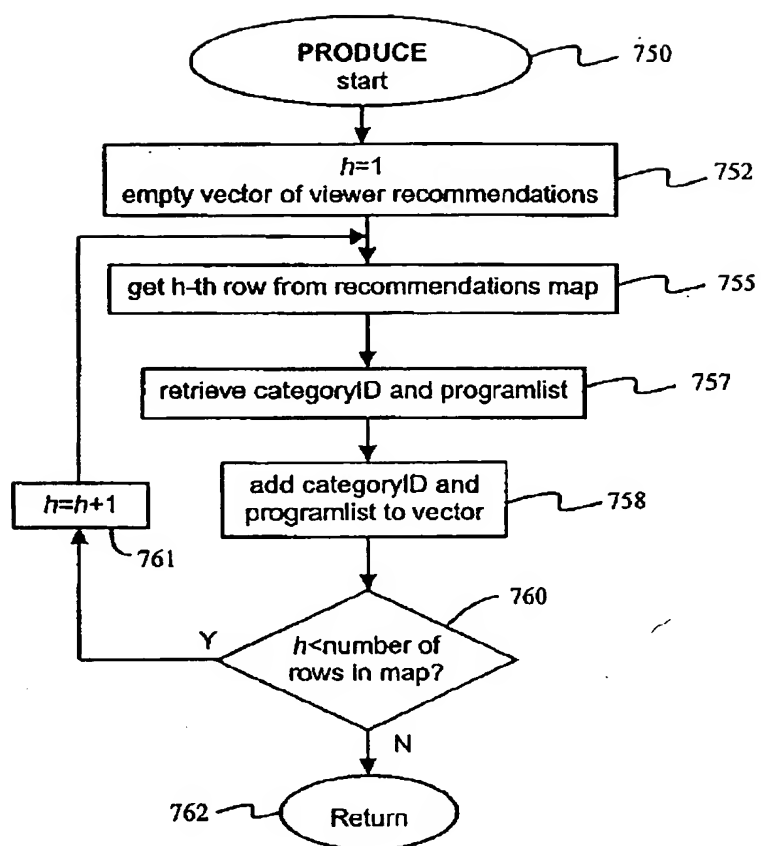 PRODUCE
start
750
h=1
empty vector of viewer recommendations
752
get h-th row from recommendations map
755
retrieve categoryID and programlist
757
add categoryID and
programlist to vector
758
h=h+1
761
760
Y
h<number of
rows in map?
N
762
Return